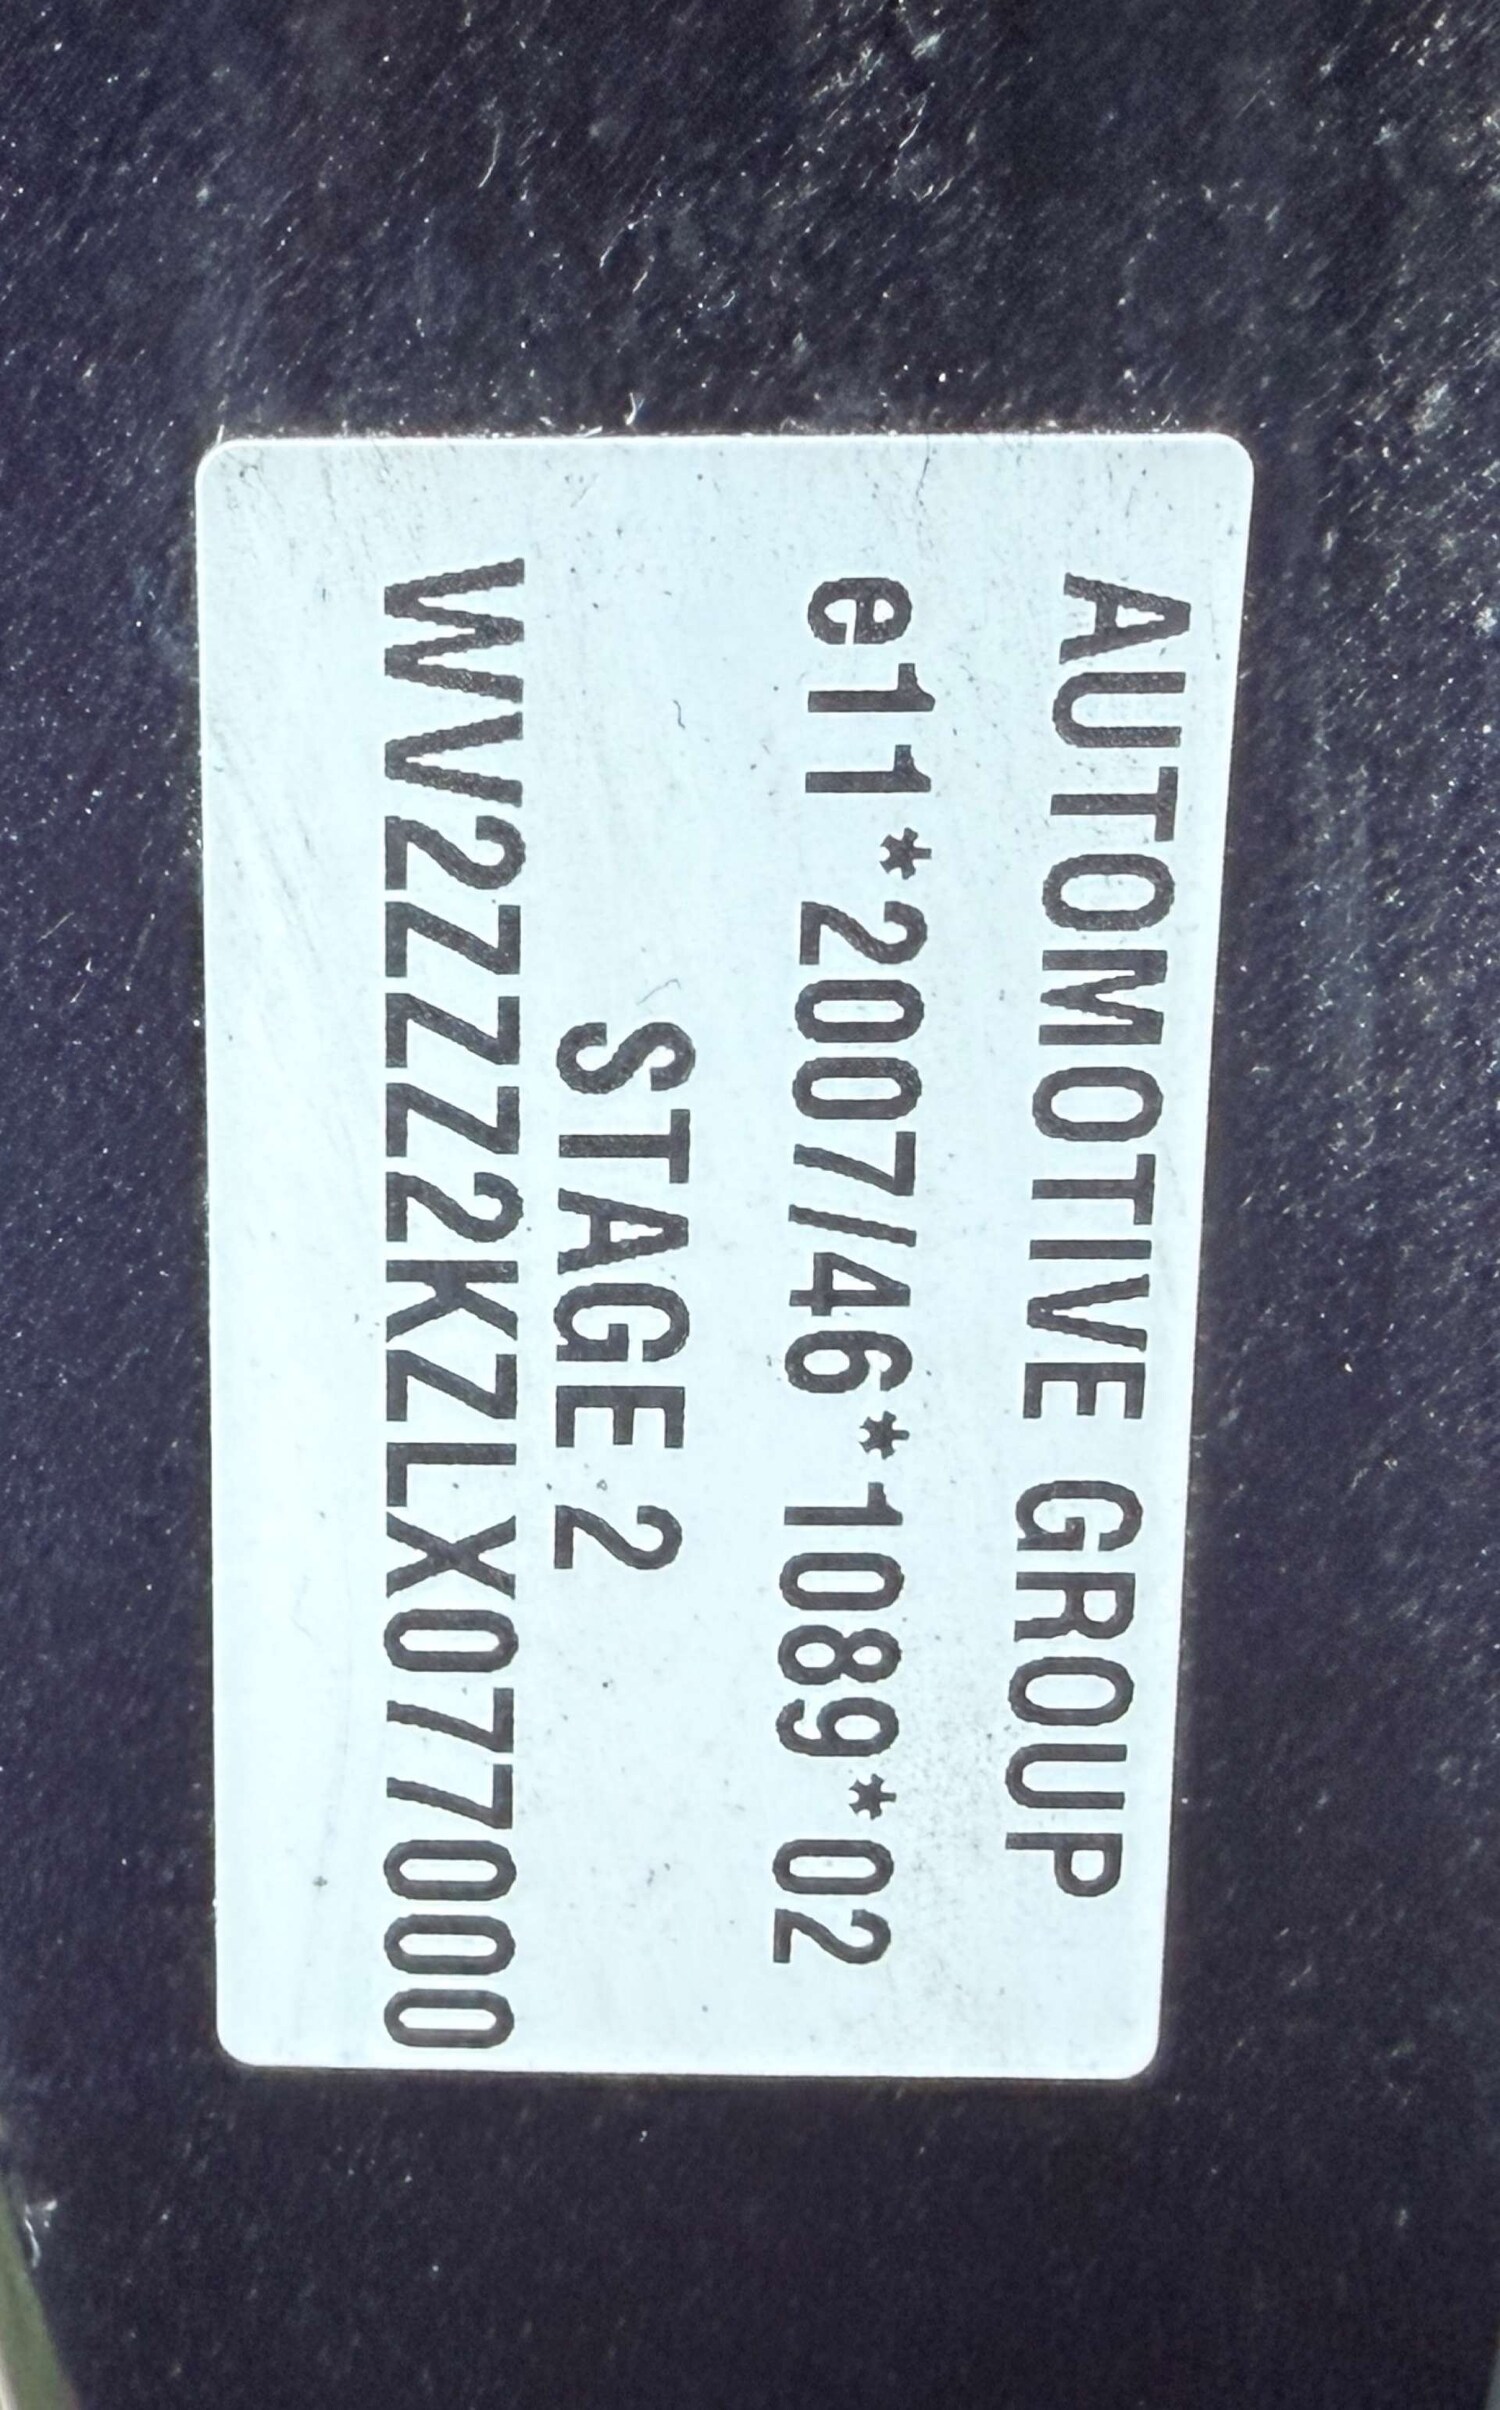 AUTOMOTIVE GROUP
e11*2007/46*1089*02
STAGE 2
WV2ZZZ2KZLX077000